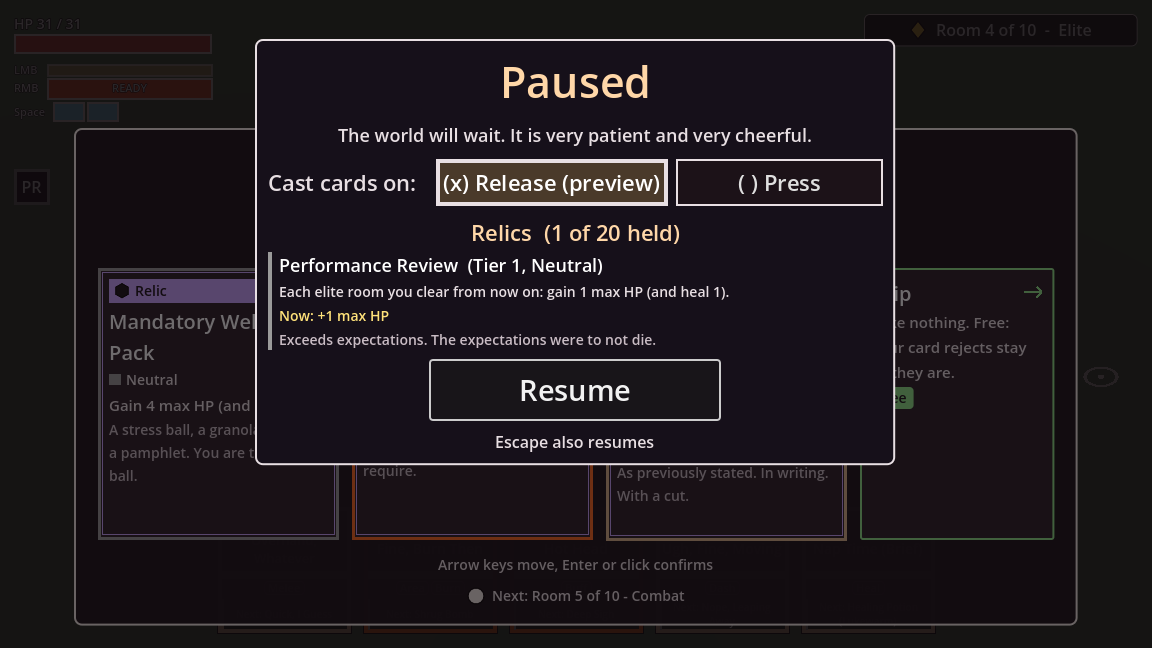 HP 31 / 31
Room 4 of 10 - Elite
LMB
RMB READY
Space
PR
Paused
The world will wait. It is very patient and very cheerful.
Cast cards on: (x) Release (preview) ( ) Press
Relics (1 of 20 held)
Performance Review (Tier 1, Neutral)
Each elite room you clear from now on: gain 1 max HP (and heal 1).
Now: +1 max HP
Exceeds expectations. The expectations were to not die.
Resume
Escape also resumes
Relic
Mandatory Wel
Pack
Neutral
Gain 4 max HP (and
A stress ball, a granola
a pamphlet. You are t
ball.
require.
As previously stated. In writing.
With a cut.
ip
e nothing. Free:
r card rejects stay
hey are.
ee
Arrow keys move, Enter or click confirms
Next: Room 5 of 10 - Combat